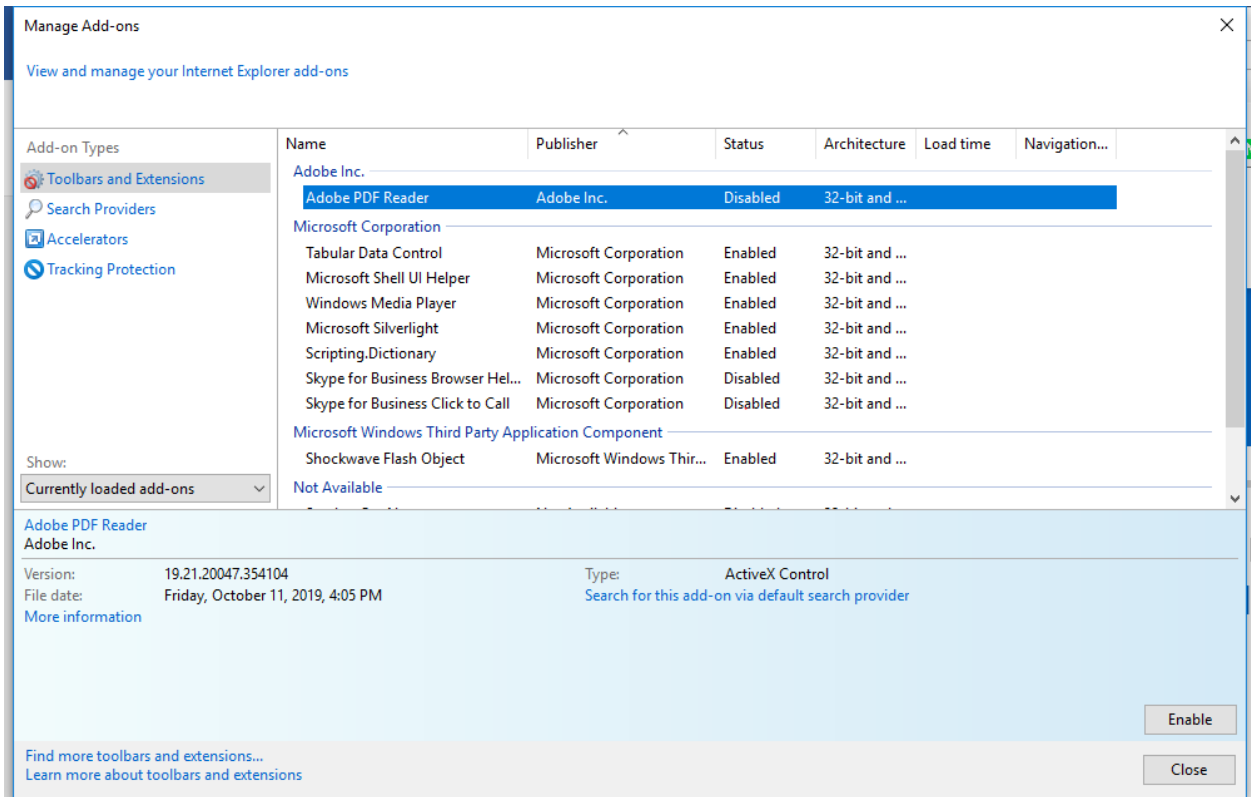 Manage Add-ons
View and manage your Internet Explorer add-ons
Add-on Types
Toolbars and Extensions
Search Providers
Accelerators
Tracking Protection
Show:
Currently loaded add-ons
Name Publisher Status Architecture Load time Navigation...
Adobe Inc.
Adobe PDF Reader Adobe Inc. Disabled 32-bit and ...
Microsoft Corporation
Tabular Data Control Microsoft Corporation Enabled 32-bit and ...
Microsoft Shell UI Helper Microsoft Corporation Enabled 32-bit and ...
Windows Media Player Microsoft Corporation Enabled 32-bit and ...
Microsoft Silverlight Microsoft Corporation Enabled 32-bit and ...
Scripting.Dictionary Microsoft Corporation Enabled 32-bit and ...
Skype for Business Browser Hel... Microsoft Corporation Disabled 32-bit and ...
Skype for Business Click to Call Microsoft Corporation Disabled 32-bit and ...
Microsoft Windows Third Party Application Component
Shockwave Flash Object Microsoft Windows Thir... Enabled 32-bit and ...
Not Available
Adobe PDF Reader
Adobe Inc.
Version: 19.21.20047.354104 Type: ActiveX Control
File date: Friday, October 11, 2019, 4:05 PM Search for this add-on via default search provider
More information
Enable
Find more toolbars and extensions...
Learn more about toolbars and extensions
Close